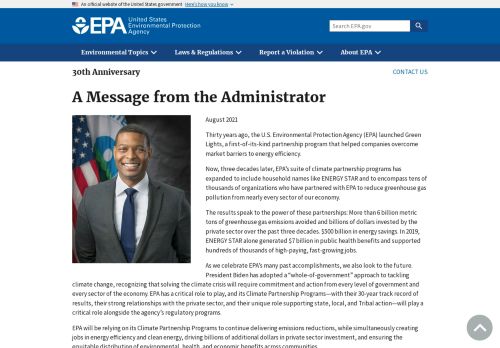 An official website of the United States government Here's how you know
EPA United States
Environmental Protection
Agency
Search EPA.gov
Environmental Topics Laws & Regulations Report a Violation About EPA
30th Anniversary CONTACT US
A Message from the Administrator
August 2021
Thirty years ago, the U.S. Environmental Protection Agency (EPA) launched Green
Lights, a first-of-its-kind partnership program that helped companies overcome
market barriers to energy efficiency.
Now, three decades later, EPA's suite of climate partnership programs has
expanded to include household names like ENERGY STAR and to encompass tens of
thousands of organizations who have partnered with EPA to reduce greenhouse gas
pollution from nearly every sector of our economy.
The results speak to the power of these partnerships: More than 6 billion metric
tons of greenhouse gas emissions avoided and billions of dollars invested by the
private sector over the past three decades. $500 billion in energy savings. In 2019,
ENERGY STAR alone generated $7 billion in public health benefits and supported
hundreds of thousands of high-paying, fast-growing jobs.
As we celebrate EPA's many past accomplishments, we also look to the future.
President Biden has adopted a "whole-of-government" approach to tackling
climate change, recognizing that solving the climate crisis will require commitment and action from every level of government and
every sector of the economy. EPA has a critical role to play, and its Climate Partnership Programs—with their 30-year track record of
results, their strong relationships with the private sector, and their unique role supporting state, local, and Tribal action—will play a
critical role alongside the agency's regulatory programs.
EPA will be relying on its Climate Partnership Programs to continue delivering emissions reductions, while simultaneously creating
jobs in energy efficiency and clean energy, driving billions of additional dollars in private sector investment, and ensuring the
equitable distribution of environmental, health, and economic benefits across communities.